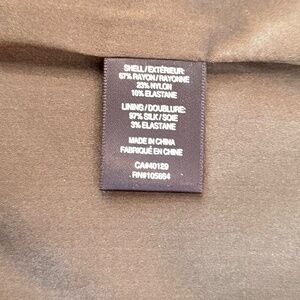 SHELL/EXTÉRIEUR:
67% RAYON/RAYONNE
23% NYLON
10% ELASTANE
LINING/DOUBLURE:
97% SILK/SOIE
3% ELASTANE
MADE IN CHINA
FABRIQUÉ EN CHINE
CA#40129
RN#105664